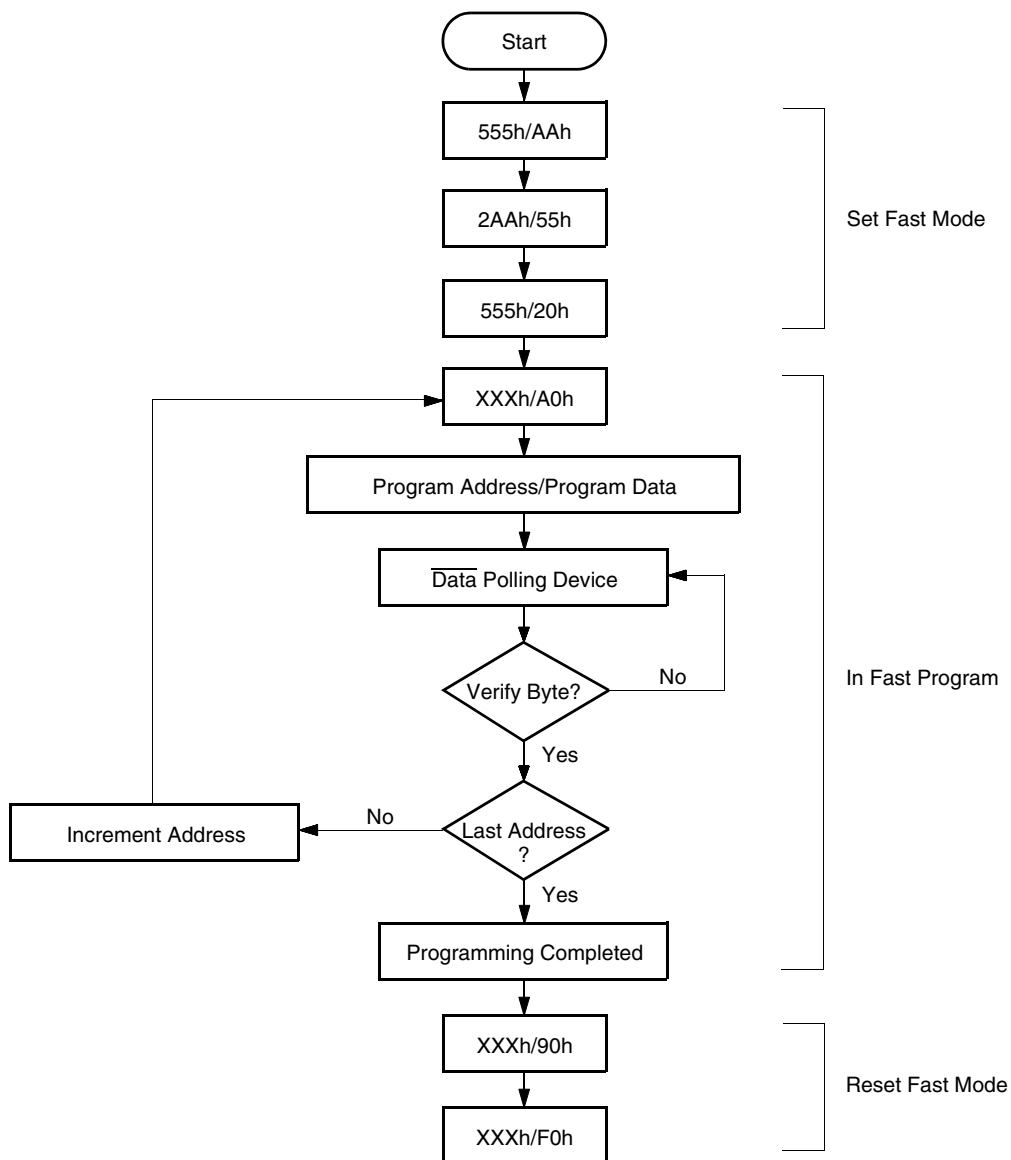 Start
555h/AAh
2AAh/55h
Set Fast Mode
555h/20h
XXXh/A0h
Program Address/Program Data
Data Polling Device
Verify Byte?
No
In Fast Program
Yes
Increment Address
No
Last Address
?
Yes
Programming Completed
XXXh/90h
Reset Fast Mode
XXXh/F0h